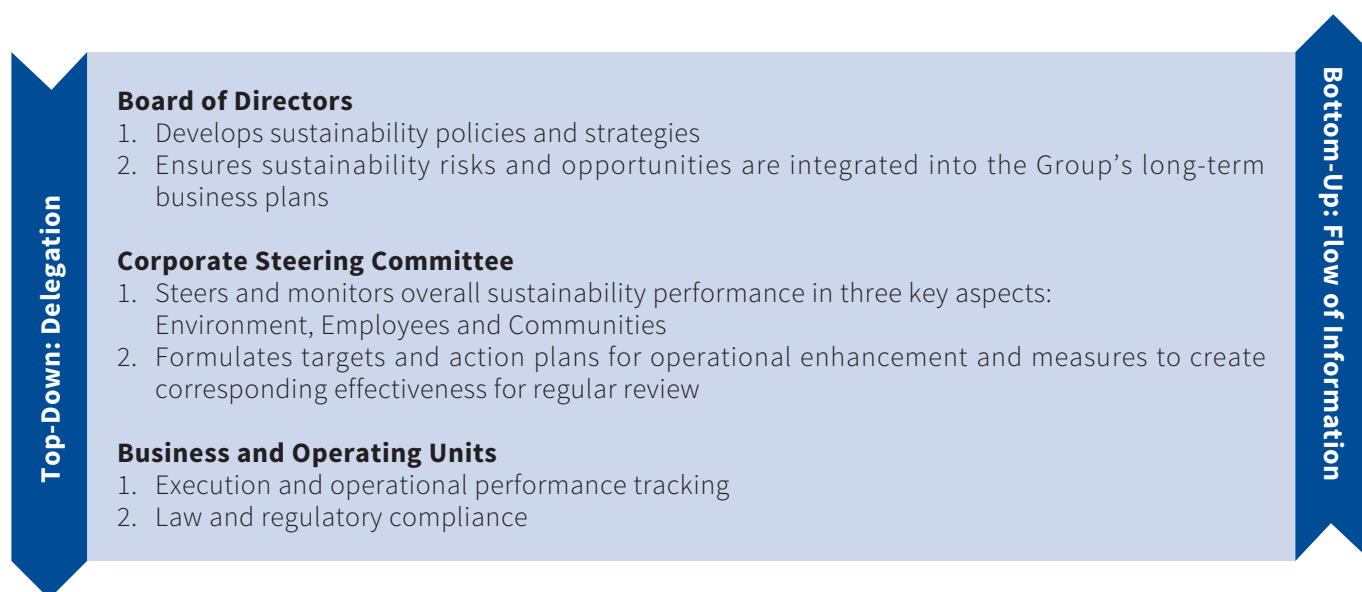 Top-Down: Delegation
Board of Directors
1. Develops sustainability policies and strategies
2. Ensures sustainability risks and opportunities are integrated into the Group’s long-term
business plans
Corporate Steering Committee
1. Steers and monitors overall sustainability performance in three key aspects:
Environment, Employees and Communities
2. Formulates targets and action plans for operational enhancement and measures to create
corresponding effectiveness for regular review
Business and Operating Units
1. Execution and operational performance tracking
2. Law and regulatory compliance
Bottom-Up: Flow of Information